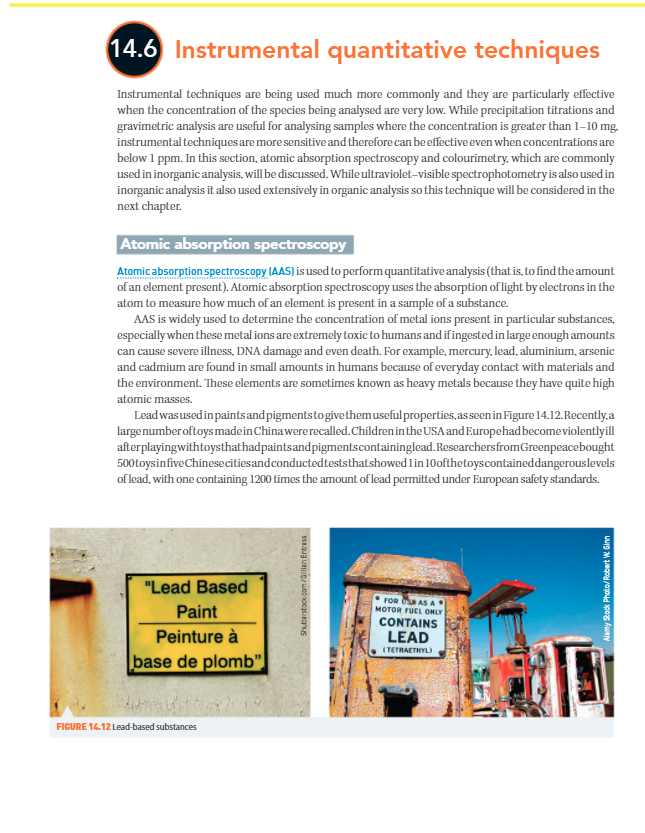 14.6 Instrumental quantitative techniques
Instrumental techniques are being used much more commonly and they are particularly effective
when the concentration of the species being analysed are very low. While precipitation titrations and
gravimetric analysis are useful for analysing samples where the concentration is greater than 1–10 mg,
instrumental techniques are more sensitive and therefore can be effective even when concentrations are
below 1 ppm. In this section, atomic absorption spectroscopy and colourimetry, which are commonly
used in inorganic analysis, will be discussed. While ultraviolet–visible spectrophotometry is also used in
inorganic analysis it also used extensively in organic analysis so this technique will be considered in the
next chapter.
Atomic absorption spectroscopy
Atomic absorption spectroscopy (AAS) is used to perform quantitative analysis (that is, to find the amount
of an element present). Atomic absorption spectroscopy uses the absorption of light by electrons in the
atom to measure how much of an element is present in a sample of a substance.
AAS is widely used to determine the concentration of metal ions present in particular substances,
especially when these metal ions are extremely toxic to humans and if ingested in large enough amounts
can cause severe illness, DNA damage and even death. For example, mercury, lead, aluminium, arsenic
and cadmium are found in small amounts in humans because of everyday contact with materials and
the environment. These elements are sometimes known as heavy metals because they have quite high
atomic masses.
Lead was used in paints and pigments to give them useful properties, as seen in Figure 14.12. Recently, a
large number of toys made in China were recalled. Children in the USA and Europe had become violently ill
after playing with toys that had paints and pigments containing lead. Researchers from Greenpeace bought
500 toys in five Chinese cities and conducted tests that showed 1 in 10 of the toys contained dangerous levels
of lead, with one containing 1200 times the amount of lead permitted under European safety standards.
"Lead Based
Paint
Peinture à
base de plomb"
Shutterstock.com/Gillian Entress
FOR USE AS A
MOTOR FUEL ONLY
CONTAINS
LEAD
(TETRAETHYL)
Alamy Stock Photo/Robert W. Ginn
FIGURE 14.12 Lead-based substances